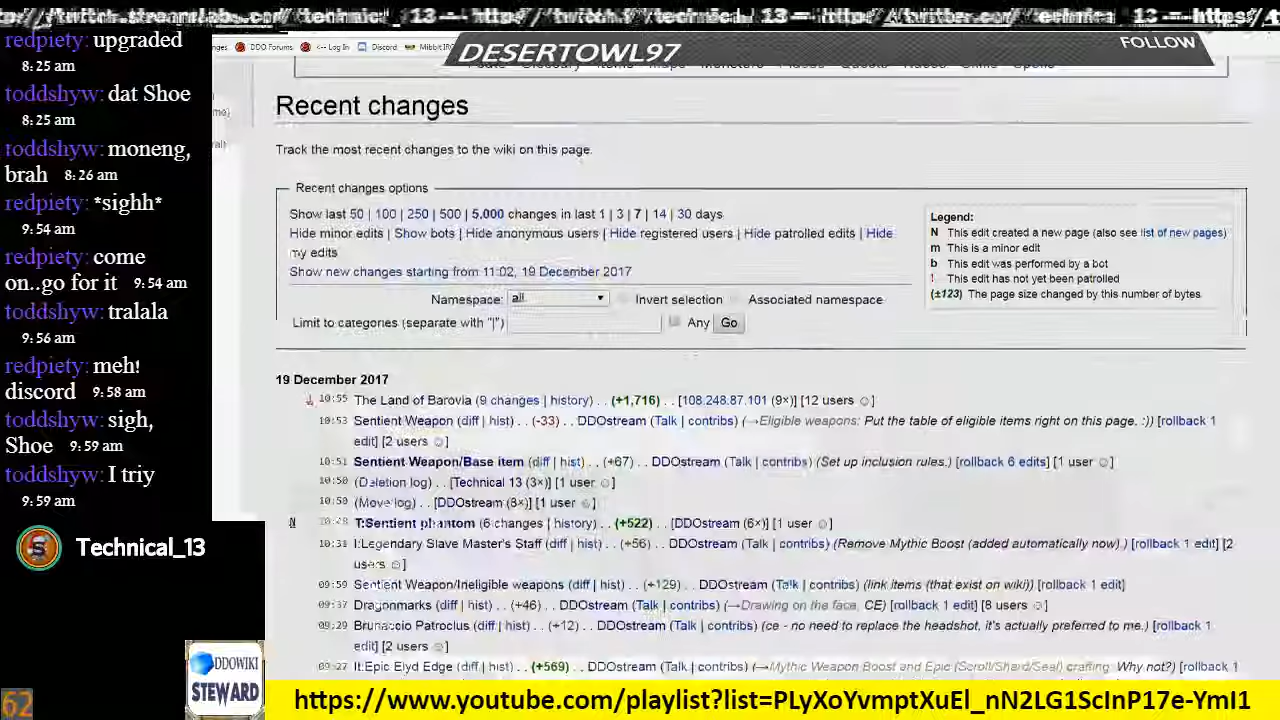 technical_13 — https://twitch.tv/technical_13 — https://twitter.com/technical_13 — https://
redpiety: upgraded
8:25 am
toddshyw: dat Shoe
8:25 am
toddshyw: moneng,
brah 8:26 am
redpiety: *sighh*
9:54 am
redpiety: come
on..go for it 9:54 am
toddshyw: tralala
9:56 am
redpiety: meh!
discord 9:58 am
toddshyw: sigh,
Shoe 9:59 am
toddshyw: I triy
9:59 am
Technical_13
DDOWIKI
STEWARD
62
DDO Forums <-- Log In Discord Mibbit IRC
DESERTOWL97
FOLLOW
Recent changes
Track the most recent changes to the wiki on this page.
Recent changes options
Show last 50 | 100 | 250 | 500 | 5,000 changes in last 1 | 3 | 7 | 14 | 30 days
Hide minor edits | Show bots | Hide anonymous users | Hide registered users | Hide patrolled edits | Hide
my edits
Show new changes starting from 11:02, 19 December 2017
Namespace: all Invert selection Associated namespace
Limit to categories (separate with "|") Any Go
Legend:
N This edit created a new page (also see list of new pages)
m This is a minor edit
b This edit was performed by a bot
! This edit has not yet been patrolled
(±123) The page size changed by this number of bytes
19 December 2017
! 10:55 The Land of Barovia (9 changes | history) . . (+1,716) . . [108.248.87.101 (9×)] [12 users ☺]
10:53 Sentient Weapon (diff | hist) . . (-33) . . DDOstream (Talk | contribs) (→Eligible weapons: Put the table of eligible items right on this page. :)) [rollback 1
edit] [2 users ☺]
10:51 Sentient Weapon/Base item (diff | hist) . . (+67) . . DDOstream (Talk | contribs) (Set up inclusion rules.) [rollback 6 edits] [1 user ☺]
10:50 (Deletion log) . . [Technical 13 (3×)] [1 user ☺]
10:50 (Move log) . . [DDOstream (8×)] [1 user ☺]
N 10:48 T:Sentient phantom (6 changes | history) . . (+522) . . [DDOstream (6×)] [1 user ☺]
10:31 I:Legendary Slave Master's Staff (diff | hist) . . (+56) . . DDOstream (Talk | contribs) (Remove Mythic Boost (added automatically now).) [rollback 1 edit] [2
users ☺]
09:59 Sentient Weapon/Ineligible weapons (diff | hist) . . (+129) . . DDOstream (Talk | contribs) (link items (that exist on wiki)) [rollback 1 edit]
09:37 Dragonmarks (diff | hist) . . (+46) . . DDOstream (Talk | contribs) (→Drawing on the face, CE) [rollback 1 edit] [8 users ☺]
09:29 Brunaccio Patroclus (diff | hist) . . (+12) . . DDOstream (Talk | contribs) (ce - no need to replace the headshot, it's actually preferred to me.) [rollback 1
edit] [2 users ☺]
09:27 I:Epic Elyd Edge (diff | hist) . . (+569) . . DDOstream (Talk | contribs) (→Mythic Weapon Boost and Epic (Scroll/Shard/Seal) crafting: Why not?) [rollback 1
https://www.youtube.com/playlist?list=PLyXoYvmptXuEl_nN2LG1ScInP17e-YmI1